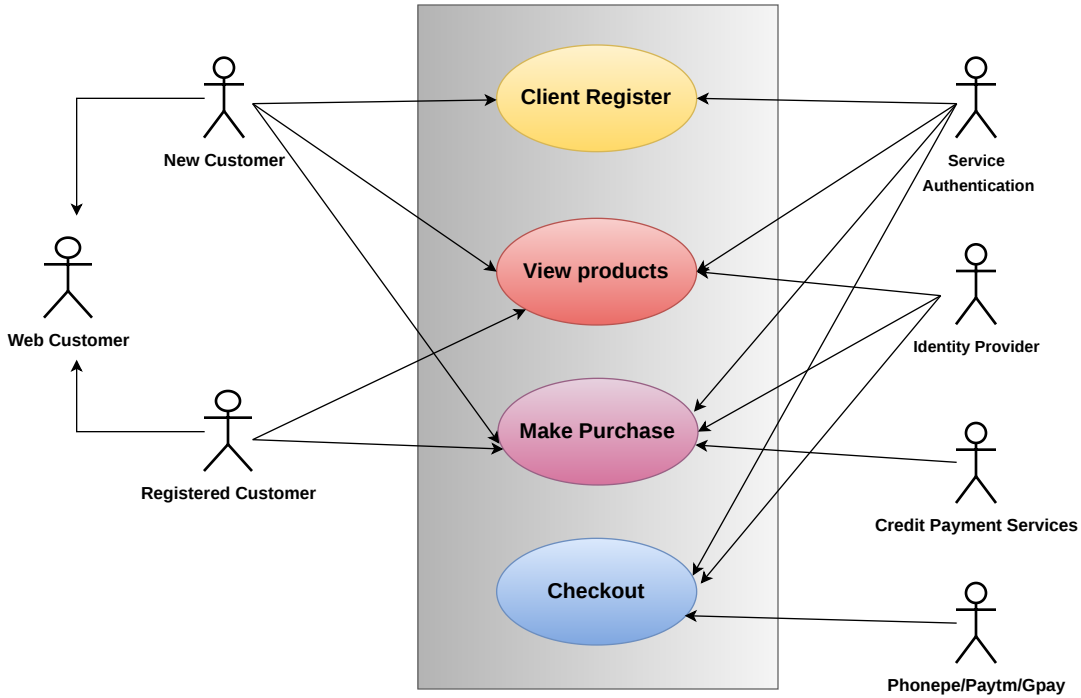 Client Register
New Customer
Service
Authentication
View products
Web Customer
Identity Provider
Make Purchase
Registered Customer
Credit Payment Services
Checkout
Phonepe/Paytm/Gpay